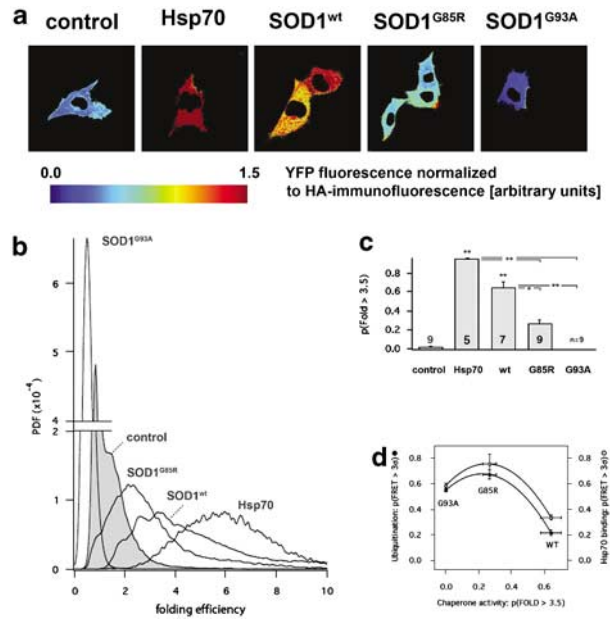 a
control Hsp70 SOD1wt SOD1G85R SOD1G93A
0.0 1.5
YFP fluorescence normalized
to HA-immunofluorescence [arbitrary units]
b
SOD1G93A
control
SOD1G85R
SOD1wt
Hsp70
PDF (x10-4)
6
5
4
2
1
0
0 2 4 6 8 10
folding efficiency
c
p(Fold > 3.5)
0.8
0.6
0.4
0.2
0.0
** ** ** * **
9 5 7 9 n=9
control Hsp70 wt G85R G93A
d
Ubiquitination: p(FRET > 3σ)●
0.8
0.6
0.4
0.2
0.0
G93A
G85R
WT
0.8
0.6
0.4
0.2
0.0
Hsp70 binding: p(FRET > 3σ)○
0.0 0.2 0.4 0.6
Chaperone activity: p(FOLD > 3.5)